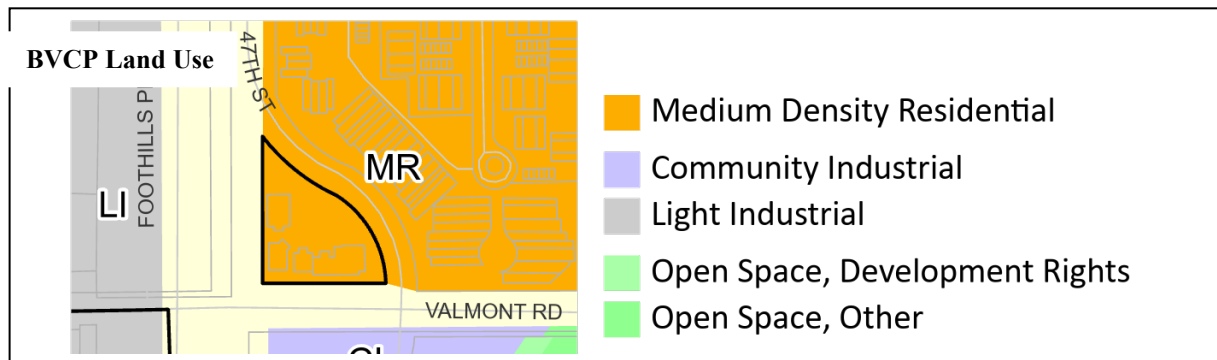 BVCP Land Use
47TH ST
FOOTHILLS P
LI
MR
VALMONT RD
Medium Density Residential
Community Industrial
Light Industrial
Open Space, Development Rights
Open Space, Other